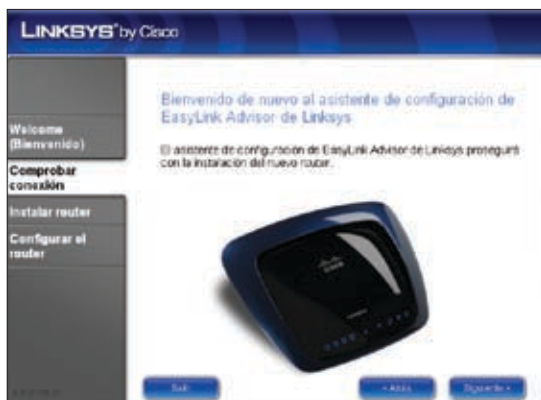 LINKSYS® by Cisco
Welcome
(Bienvenido)
Comprobar
conexión
Instalar router
Configurar el
router
Bienvenido de nuevo al asistente de configuración de
EasyLink Advisor de Linksys
El asistente de configuración de EasyLink Advisor de Linksys proseguirá
con la instalación del nuevo router.
CISCO
Salir
« Atrás
Siguiente »